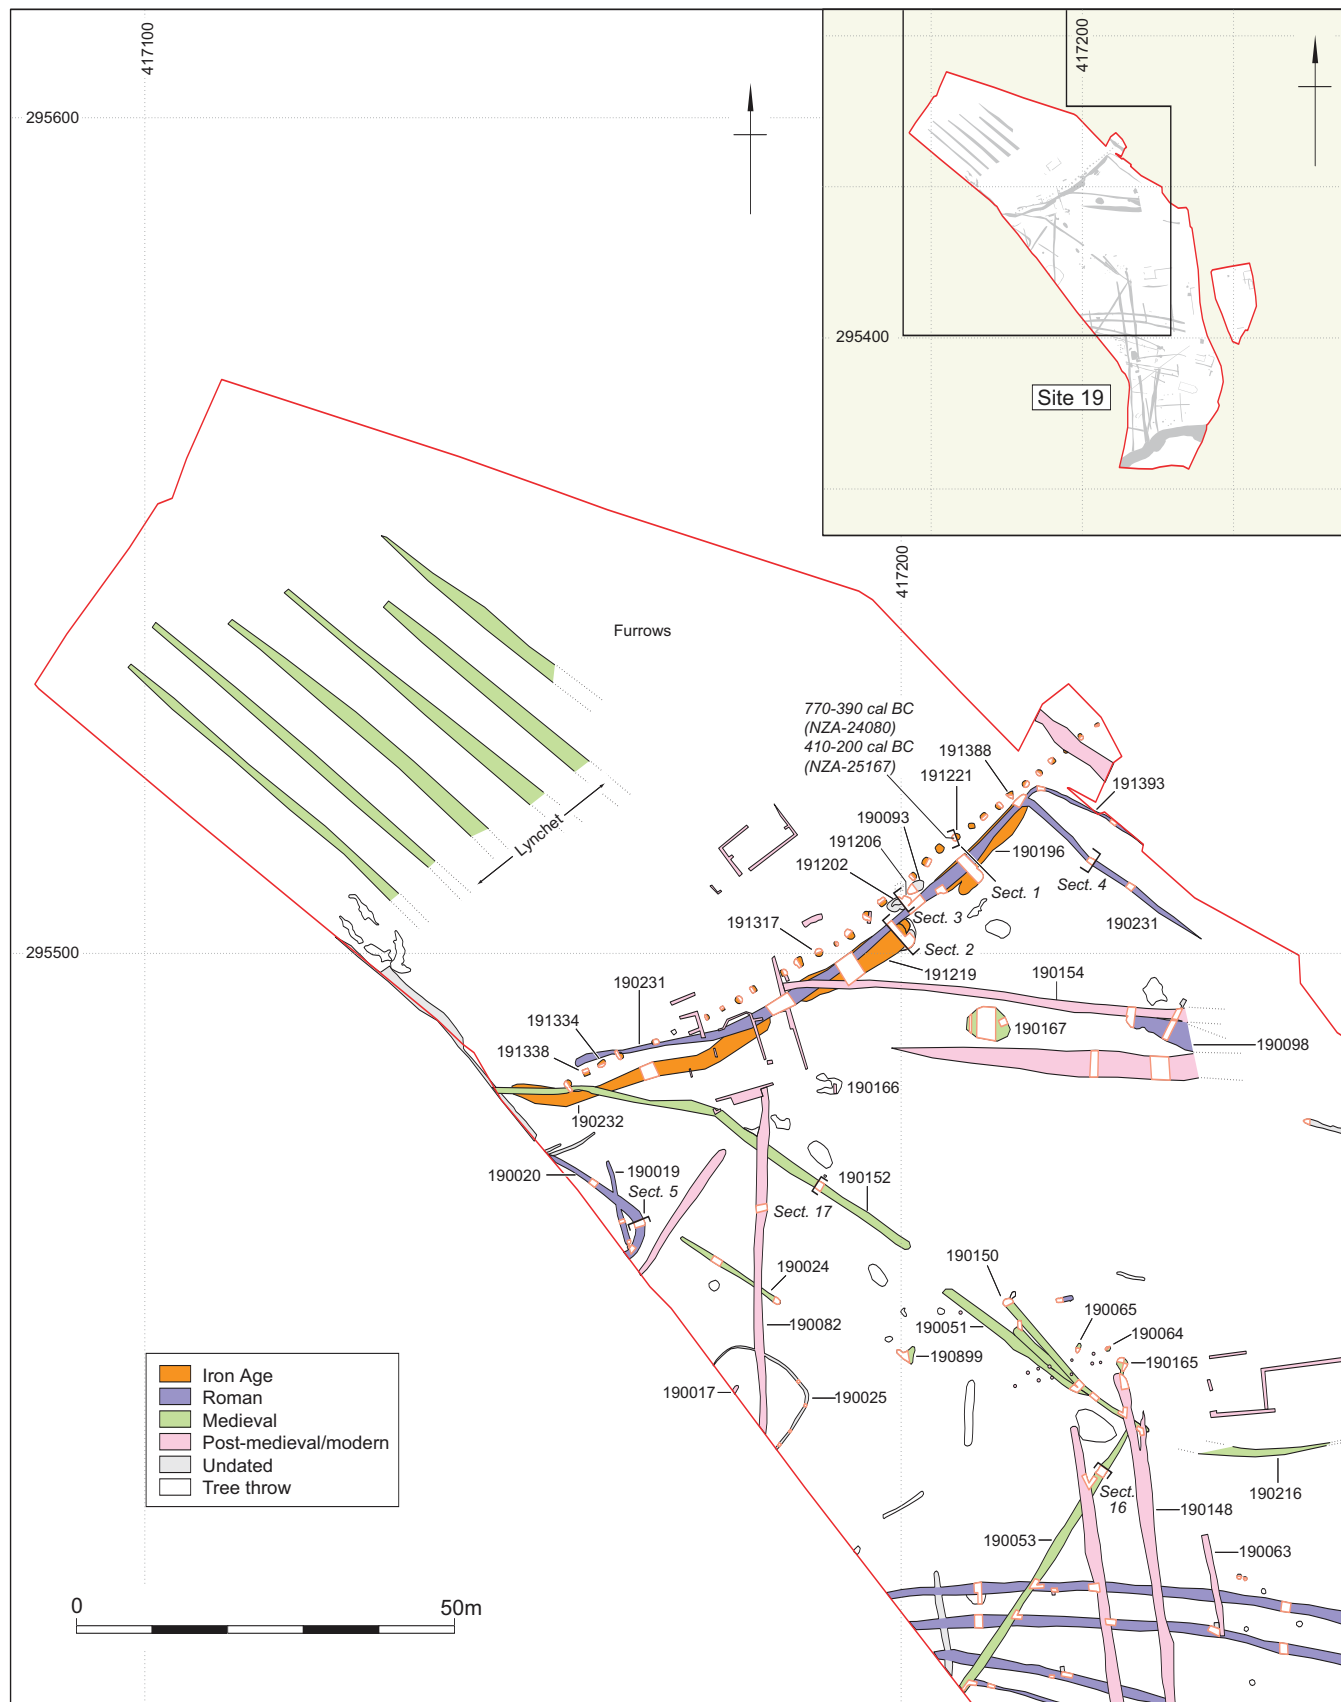 417100
417200
295600
295400
Site 19
417200
Furrows
770-390 cal BC
(NZA-24080)
410-200 cal BC
(NZA-25167)
191388
191221
191393
190093
191206
191202
190196
Lynchet
Sect. 1
Sect. 4
190231
Sect. 3
191317
Sect. 2
295500
191219
190154
190231
191334
190167
190098
191338
190166
190232
190020
190019
Sect. 5
190152
Sect. 17
190024
190150
190065
190051
190064
190082
190899
190165
190017
190025
Iron Age
Roman
Medieval
Post-medieval/modern
Undated
Tree throw
190216
Sect.
16
190148
190053
190063
0
50m